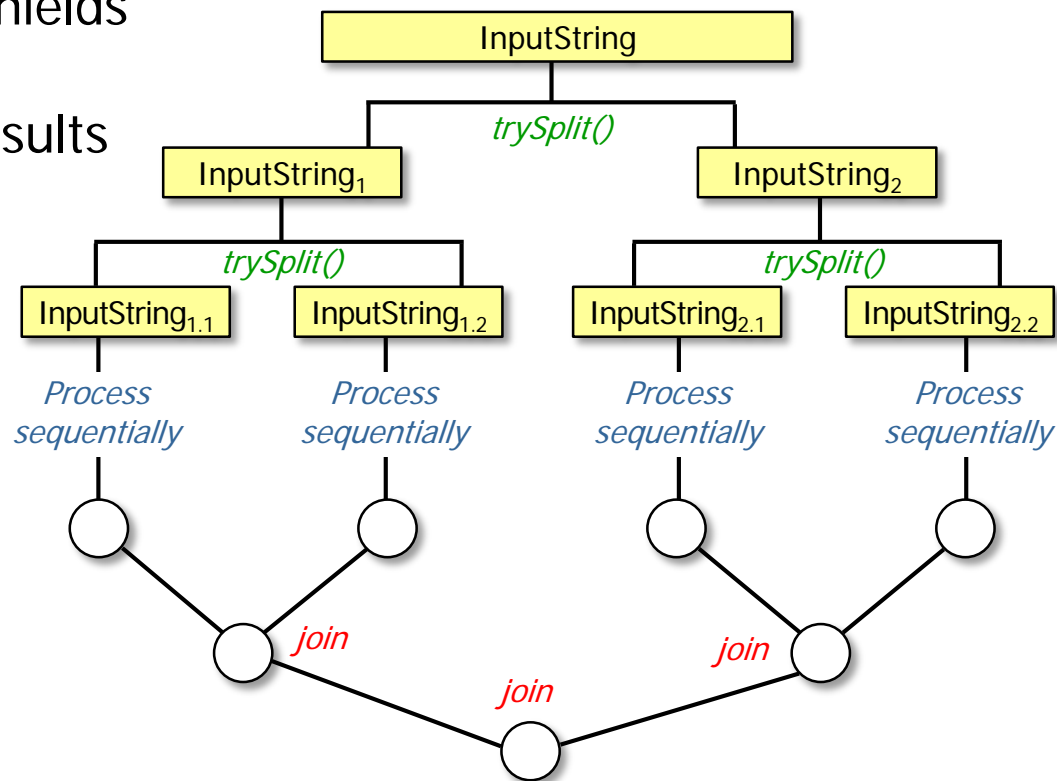 hields
InputString
sults
trySplit()
InputString₁
InputString₂
trySplit()
trySplit()
InputString₁.₁
InputString₁.₂
InputString₂.₁
InputString₂.₂
Process
sequentially
Process
sequentially
Process
sequentially
Process
sequentially
join
join
join